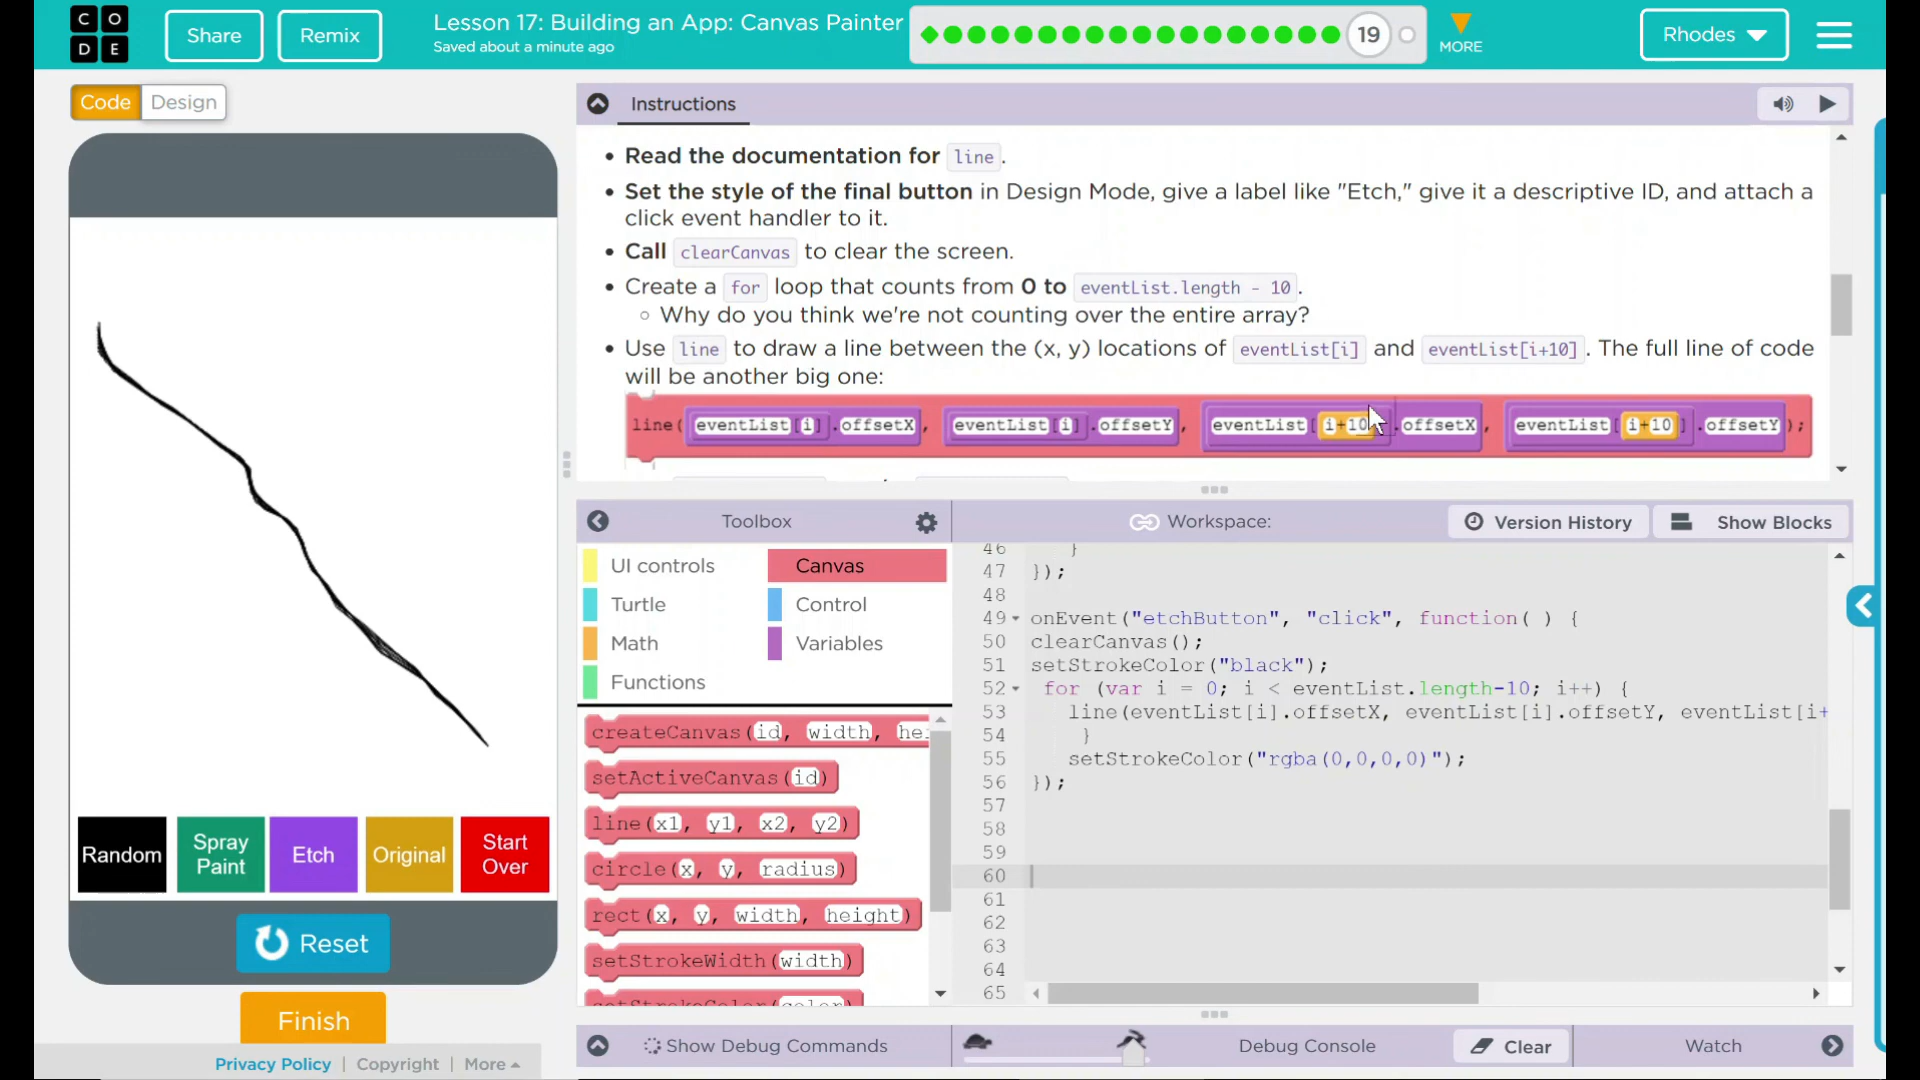 CODE
Share
Remix
Lesson 17: Building an App: Canvas Painter
Saved about a minute ago
19
MORE
Rhodes
Code
Design
Instructions
Read the documentation for line.
Set the style of the final button in Design Mode, give a label like "Etch," give it a descriptive ID, and attach a
click event handler to it.
Call clearCanvas to clear the screen.
Create a for loop that counts from 0 to eventList.length - 10.
Why do you think we're not counting over the entire array?
Use line to draw a line between the (x, y) locations of eventList[i] and eventList[i+10]. The full line of code
will be another big one:
line(eventList[i].offsetX, eventList[i].offsetY, eventList[i+10].offsetX, eventList[i+10].offsetY);
Toolbox
Workspace:
Version History
Show Blocks
UI controls
Canvas
Turtle
Control
Math
Variables
Functions
createCanvas(id, width, hei
setActiveCanvas(id)
line(x1, y1, x2, y2)
circle(x, y, radius)
rect(x, y, width, height)
setStrokeWidth(width)
setStrokeColor(color)
46 }
47 });
48
49 onEvent("etchButton", "click", function( ) {
50 clearCanvas();
51 setStrokeColor("black");
52 for (var i = 0; i < eventList.length-10; i++) {
53 line(eventList[i].offsetX, eventList[i].offsetY, eventList[i+
54 }
55 setStrokeColor("rgba(0,0,0,0)");
56 });
57
58
59
60
61
62
63
64
65
Random
Spray
Paint
Etch
Original
Start
Over
Reset
Finish
Privacy Policy | Copyright | More
Show Debug Commands
Debug Console
Clear
Watch